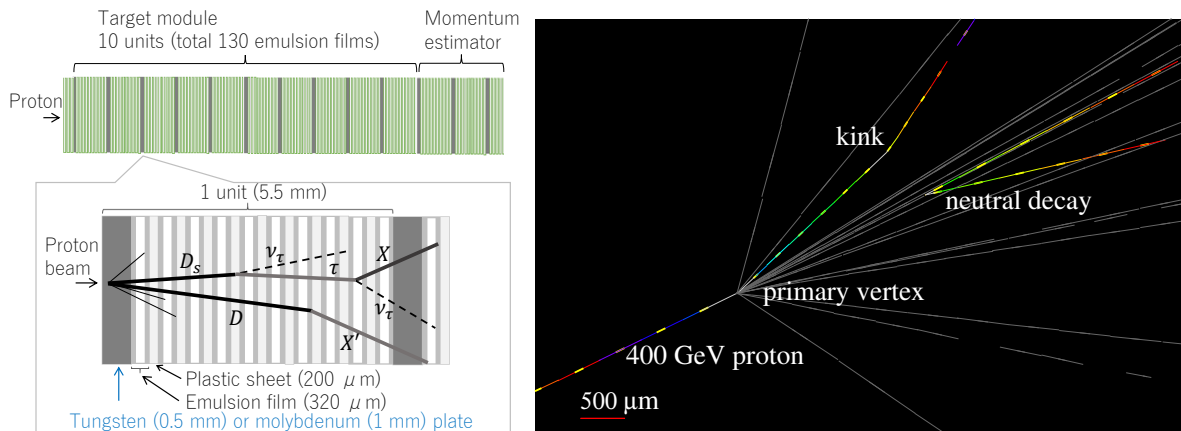 Target module
10 units (total 130 emulsion films)
Momentum
estimator
Proton
1 unit (5.5 mm)
Proton
beam
D_s
ν_τ
τ
X
D
ν_τ
X′
Plastic sheet (200 μm)
Emulsion film (320 μm)
Tungsten (0.5 mm) or molybdenum (1 mm) plate
kink
neutral decay
primary vertex
400 GeV proton
500 μm